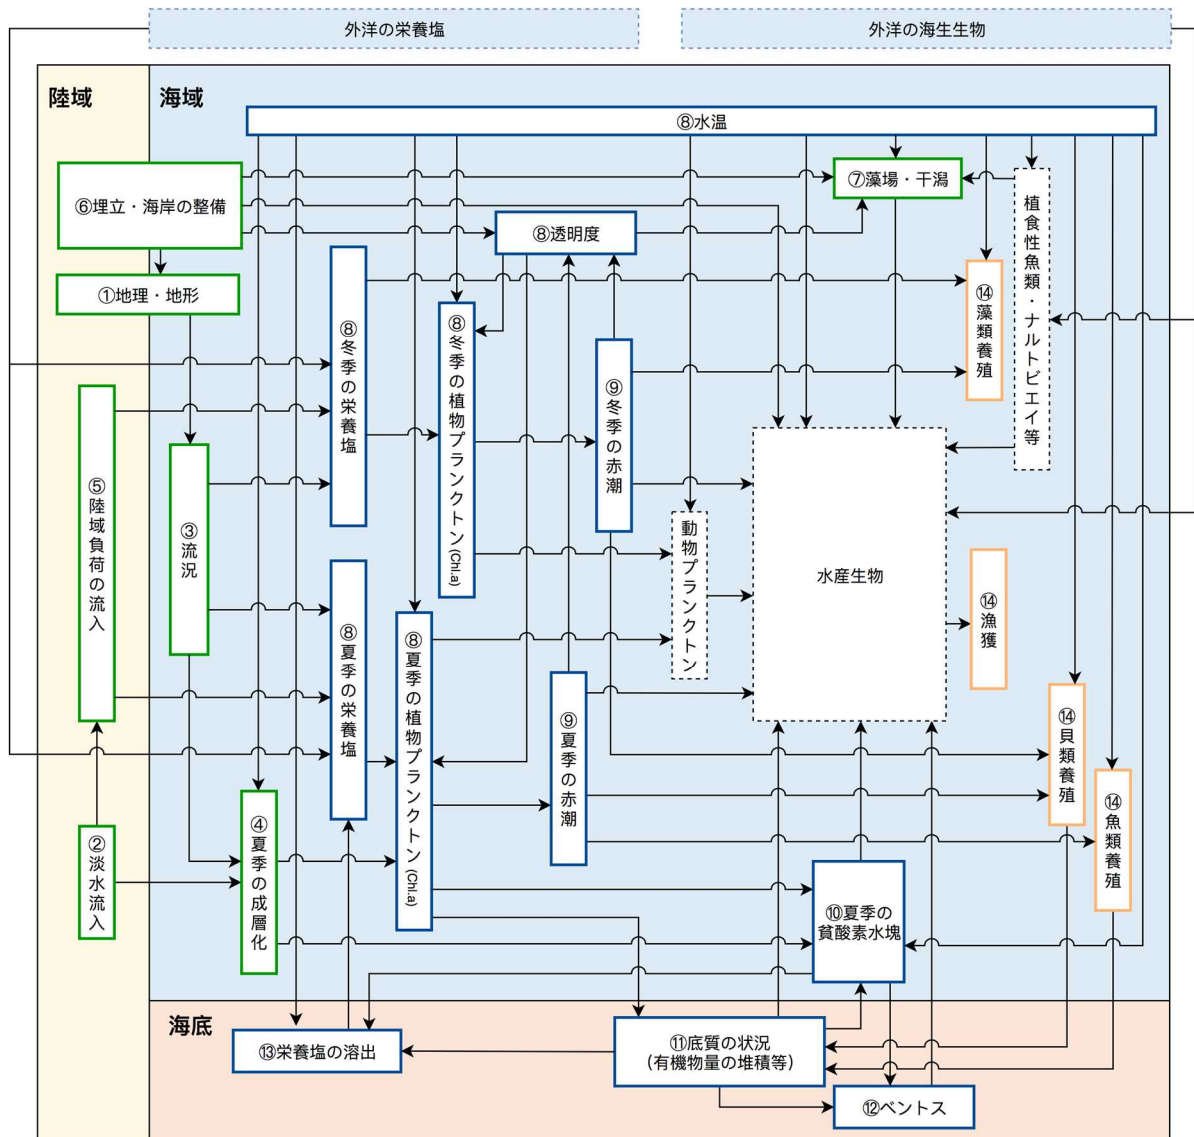 外洋の栄養塩
外洋の海生生物
陸域
海域
⑧水温
⑥埋立・海岸の整備
⑦藻場・干潟
植食性魚類・ナルトビエイ等
⑧透明度
①地理・地形
⑧冬季の栄養塩
⑧冬季の植物プランクトン(Chl.a)
⑨冬季の赤潮
⑭藻類養殖
⑤陸域負荷の流入
③流況
動物プランクトン
水産生物
⑭漁獲
⑧夏季の栄養塩
⑧夏季の植物プランクトン(Chl.a)
⑨夏季の赤潮
⑭貝類養殖
⑭魚類養殖
②淡水流入
④夏季の成層化
⑩夏季の
貧酸素水塊
海底
⑬栄養塩の溶出
⑪底質の状況
(有機物量の堆積等)
⑫ベントス